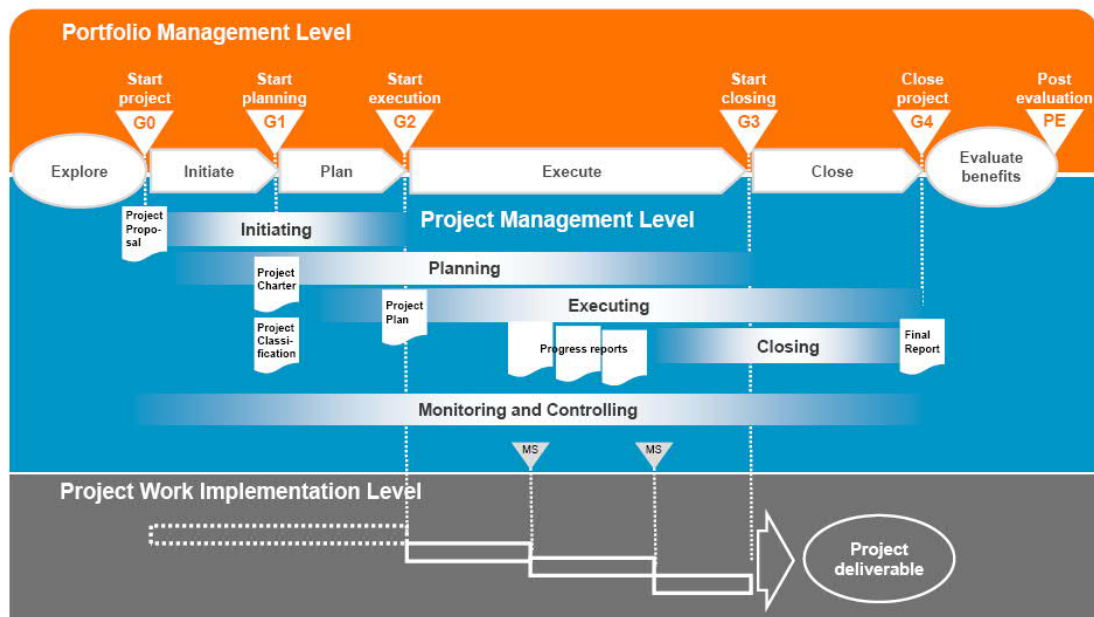 Portfolio Management Level
Start
project
G0
Start
planning
G1
Start
execution
G2
Start
closing
G3
Close
project
G4
Post
evaluation
PE
Explore
Initiate
Plan
Execute
Close
Evaluate
benefits
Project Management Level
Project
Propo-
sal
Initiating
Planning
Project
Charter
Executing
Project
Plan
Project
Classi-
fication
Progress reports
Closing
Final
Report
Monitoring and Controlling
MS
MS
Project Work Implementation Level
Project
deliverable